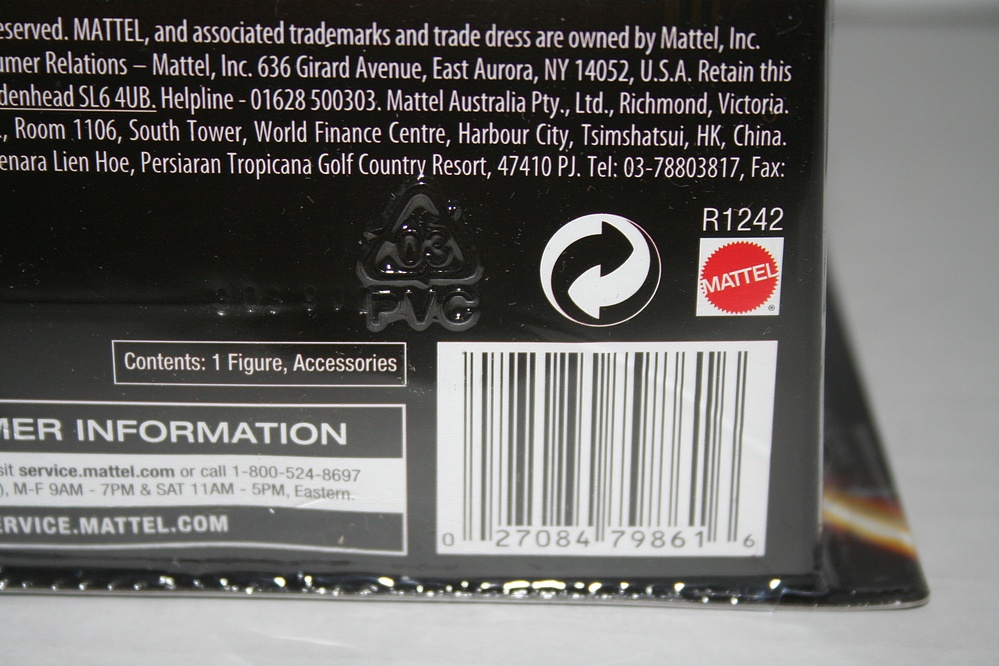 eserved. MATTEL, and associated trademarks and trade dress are owned by Mattel, Inc.
umer Relations – Mattel, Inc. 636 Girard Avenue, East Aurora, NY 14052, U.S.A. Retain this
denhead SL6 4UB. Helpline - 01628 500303. Mattel Australia Pty., Ltd., Richmond, Victoria.
., Room 1106, South Tower, World Finance Centre, Harbour City, Tsimshatsui, HK, China.
enara Lien Hoe, Persiaran Tropicana Golf Country Resort, 47410 PJ. Tel: 03-78803817, Fax:
03
PVC
R1242
MATTEL
®
Contents: 1 Figure, Accessories
MER INFORMATION
sit service.mattel.com or call 1-800-524-8697
), M-F 9AM - 7PM & SAT 11AM - 5PM, Eastern.
ERVICE.MATTEL.COM
0 27084 79861 6